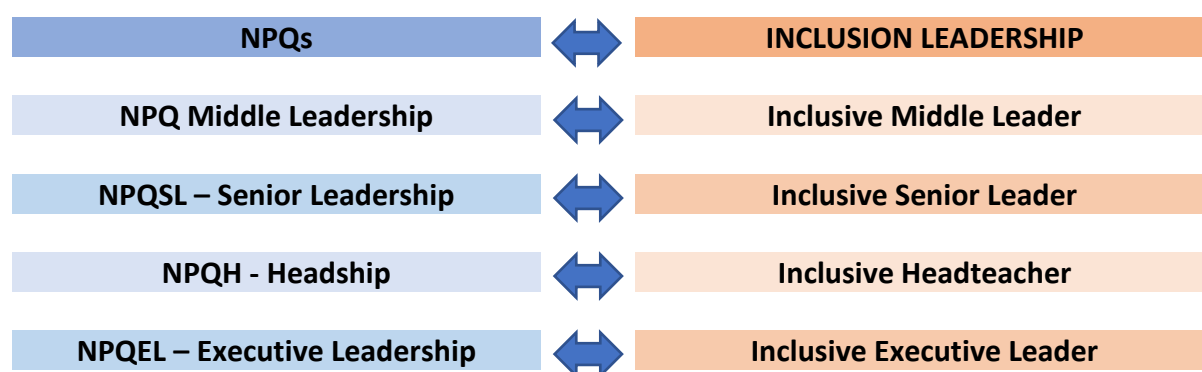 NPQs
INCLUSION LEADERSHIP
NPQ Middle Leadership
Inclusive Middle Leader
NPQSL – Senior Leadership
Inclusive Senior Leader
NPQH - Headship
Inclusive Headteacher
NPQEL – Executive Leadership
Inclusive Executive Leader